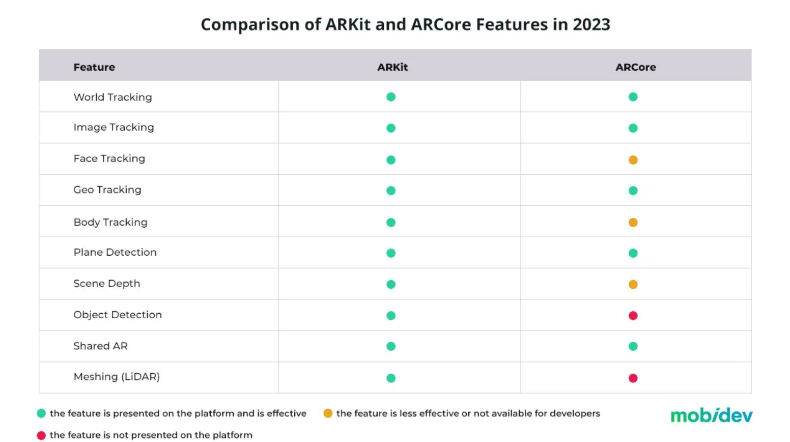 Comparison of ARKit and ARCore Features in 2023
Feature ARKit ARCore
World Tracking
Image Tracking
Face Tracking
Geo Tracking
Body Tracking
Plane Detection
Scene Depth
Object Detection
Shared AR
Meshing (LiDAR)
the feature is presented on the platform and is effective the feature is less effective or not available for developers
the feature is not presented on the platform
mobidev